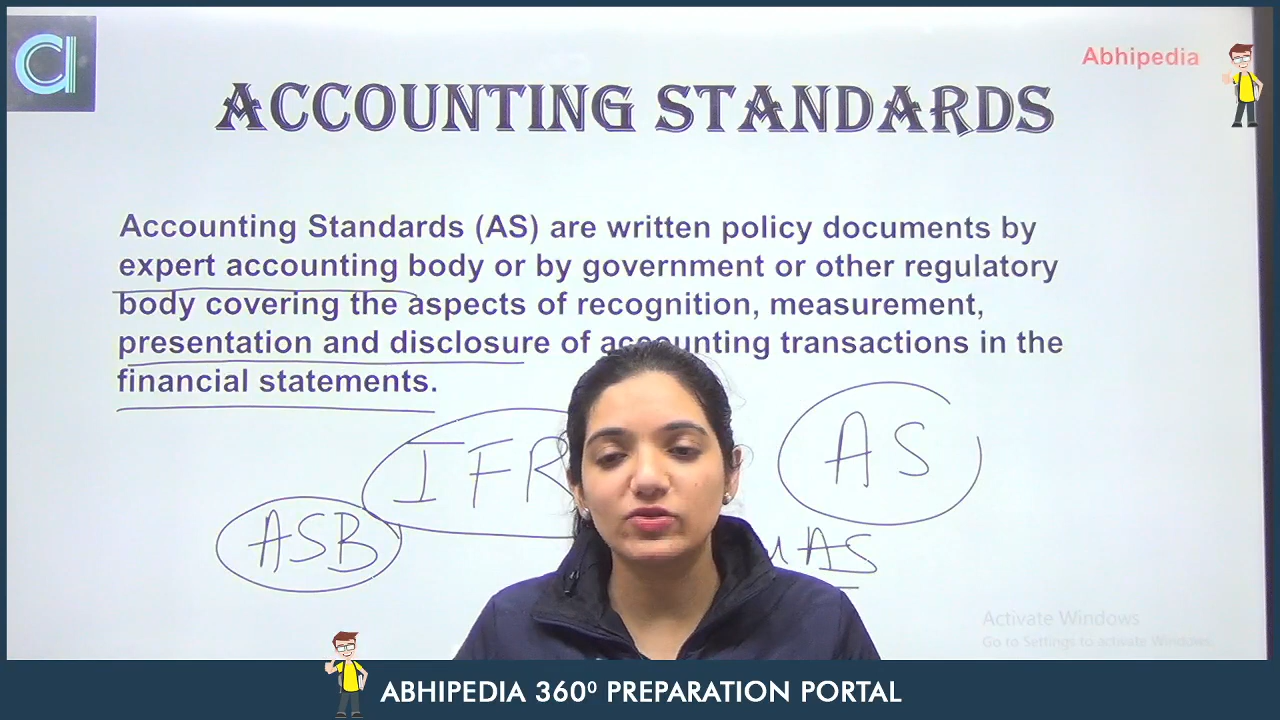 Abhipedia
ACCOUNTING STANDARDS
Accounting Standards (AS) are written policy documents by
expert accounting body or by government or other regulatory
body covering the aspects of recognition, measurement,
presentation and disclosure of accounting transactions in the
financial statements.
IFR
AS
ASB
AS
Activate Windows
Go to Settings to activate Windows.
ABHIPEDIA 360⁰ PREPARATION PORTAL